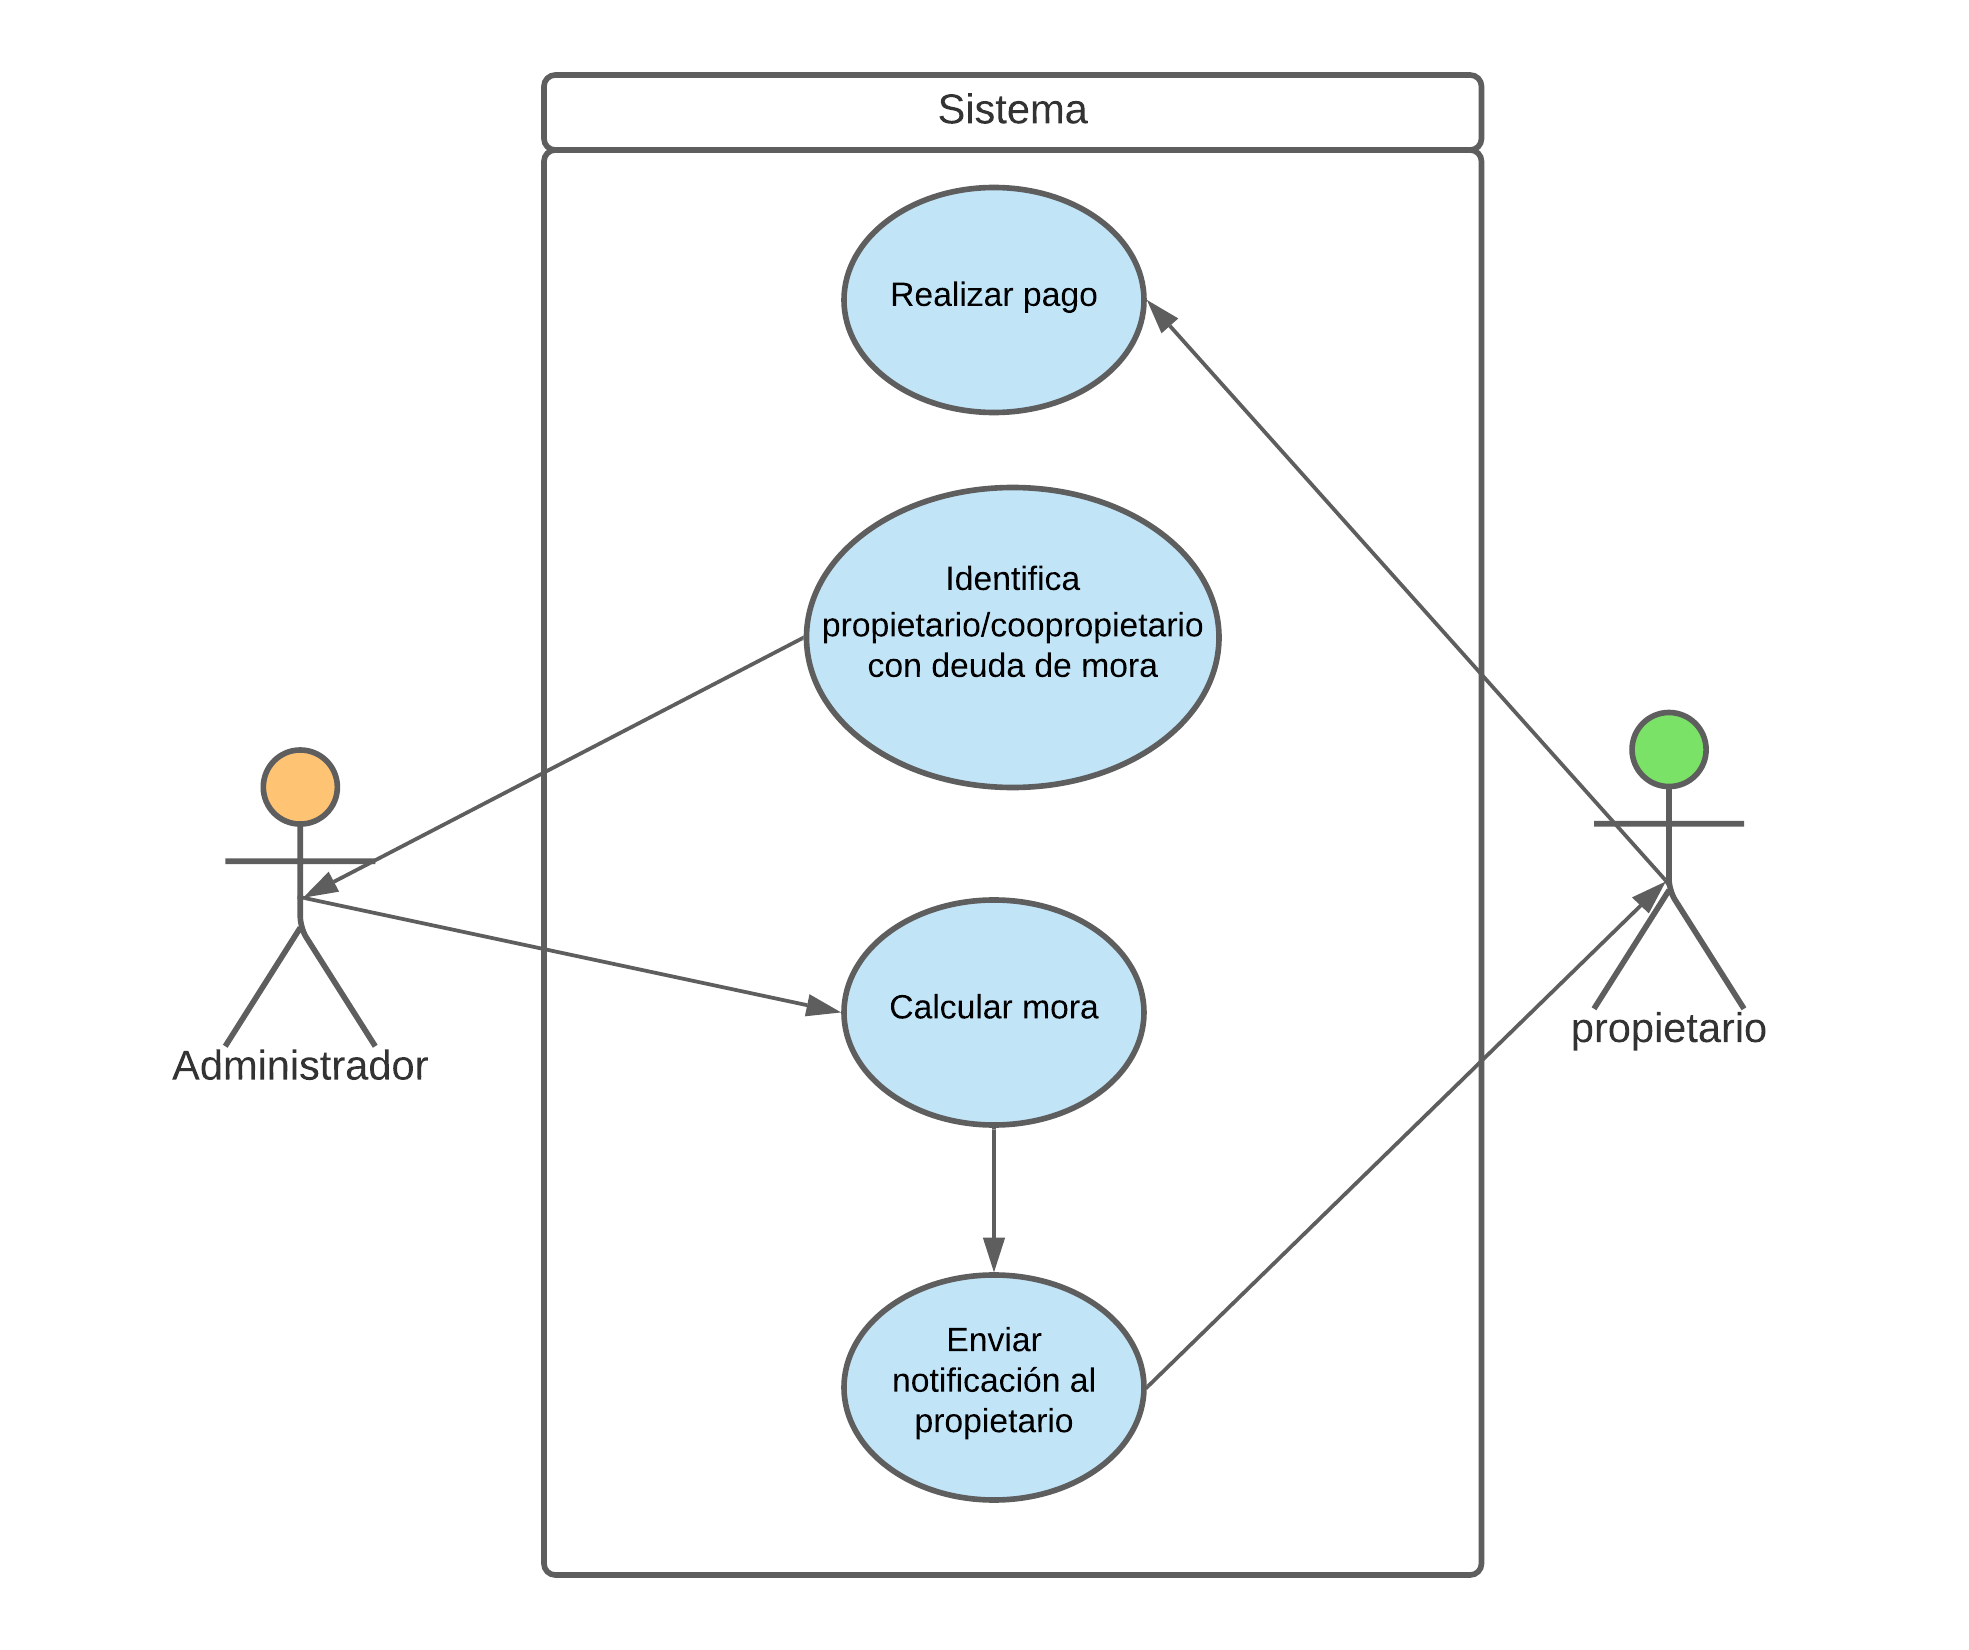 Sistema
Realizar pago
Identifica
propietario/coopropietario
con deuda de mora
Administrador
Calcular mora
propietario
Enviar
notificación al
propietario